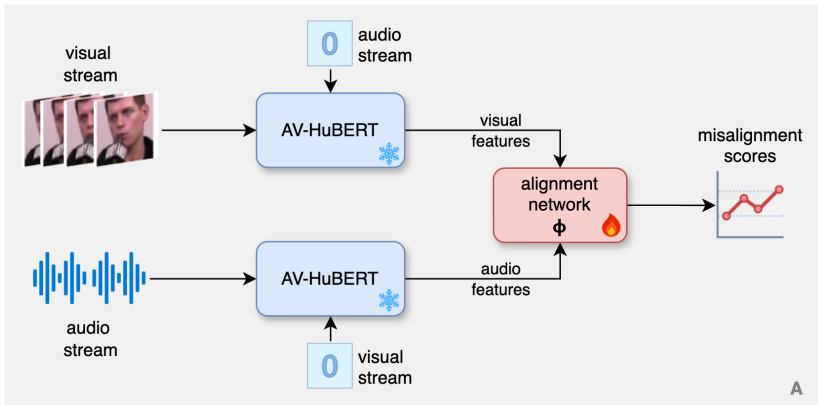 visual
stream
0
audio
stream
AV-HuBERT
visual
features
misalignment
scores
alignment
network
ϕ
AV-HuBERT
audio
features
audio
stream
0
visual
stream
A